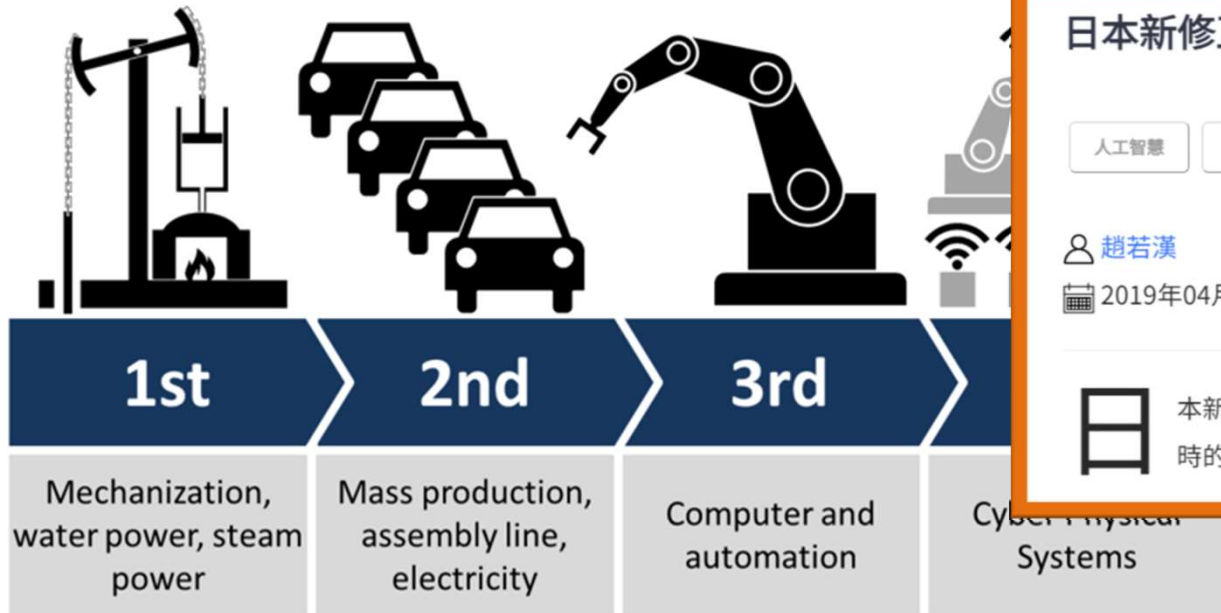 1st
2nd
3rd
Mechanization,
water power, steam
power
Mass production,
assembly line,
electricity
Computer and
automation
Systems
日本新修
人工智慧
趙若漢
2019年04月
日
本新
時的